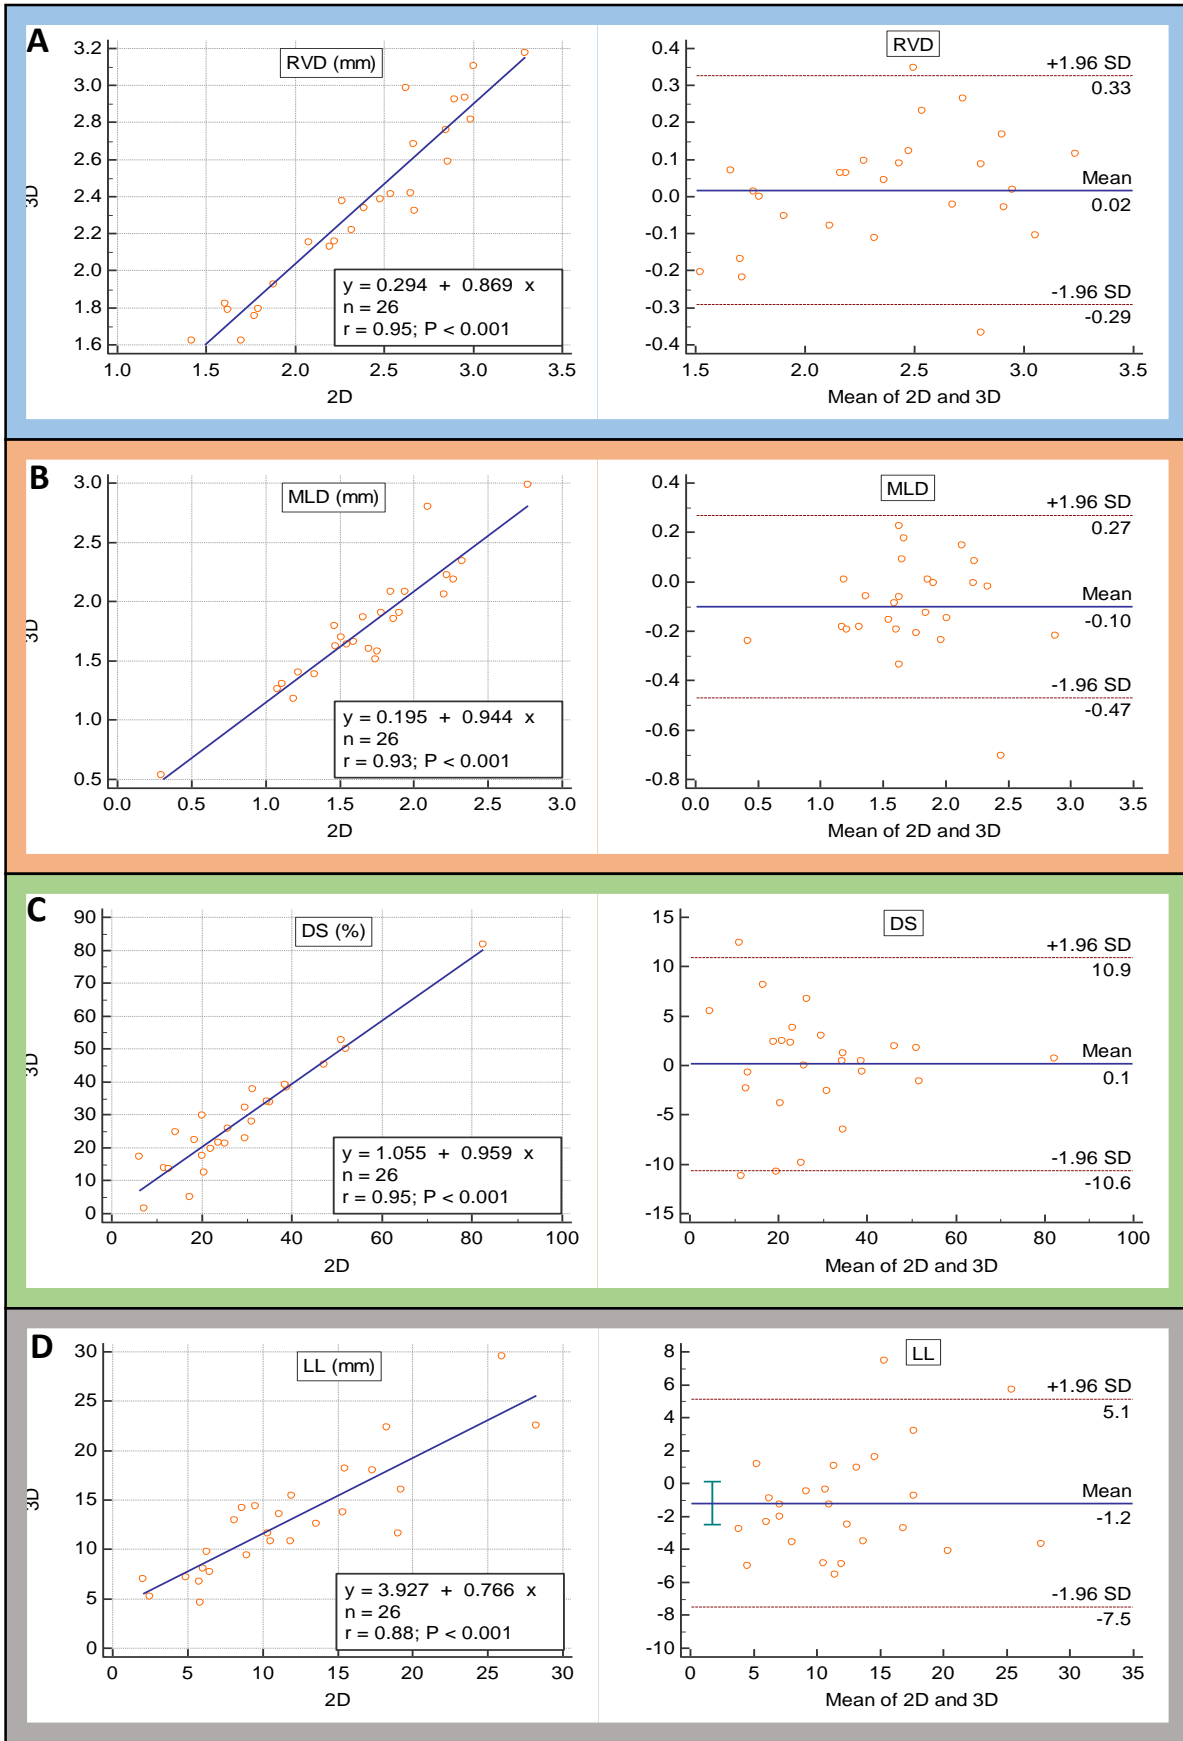 A
RVD (mm)
3.2
3.0
2.8
2.6
2.4
2.2
2.0
1.8
1.6
3D
y = 0.294 + 0.869 x
n = 26
r = 0.95; P < 0.001
1.0 1.5 2.0 2.5 3.0 3.5
2D
RVD
0.4
0.3
0.2
0.1
0.0
-0.1
-0.2
-0.3
-0.4
+1.96 SD
0.33
Mean
0.02
-1.96 SD
-0.29
1.5 2.0 2.5 3.0 3.5
Mean of 2D and 3D
B
MLD (mm)
3.0
2.5
2.0
1.5
1.0
0.5
3D
y = 0.195 + 0.944 x
n = 26
r = 0.93; P < 0.001
0.0 0.5 1.0 1.5 2.0 2.5 3.0
2D
MLD
0.4
0.2
0.0
-0.2
-0.4
-0.6
-0.8
+1.96 SD
0.27
Mean
-0.10
-1.96 SD
-0.47
0.0 0.5 1.0 1.5 2.0 2.5 3.0 3.5
Mean of 2D and 3D
C
DS (%)
90
80
70
60
50
40
30
20
10
0
3D
y = 1.055 + 0.959 x
n = 26
r = 0.95; P < 0.001
0 20 40 60 80 100
2D
DS
15
10
5
0
-5
-10
-15
+1.96 SD
10.9
Mean
0.1
-1.96 SD
-10.6
0 20 40 60 80 100
Mean of 2D and 3D
D
LL (mm)
30
25
20
15
10
5
0
3D
y = 3.927 + 0.766 x
n = 26
r = 0.88; P < 0.001
0 5 10 15 20 25 30
2D
LL
8
6
4
2
0
-2
-4
-6
-8
-10
+1.96 SD
5.1
Mean
-1.2
-1.96 SD
-7.5
0 5 10 15 20 25 30 35
Mean of 2D and 3D